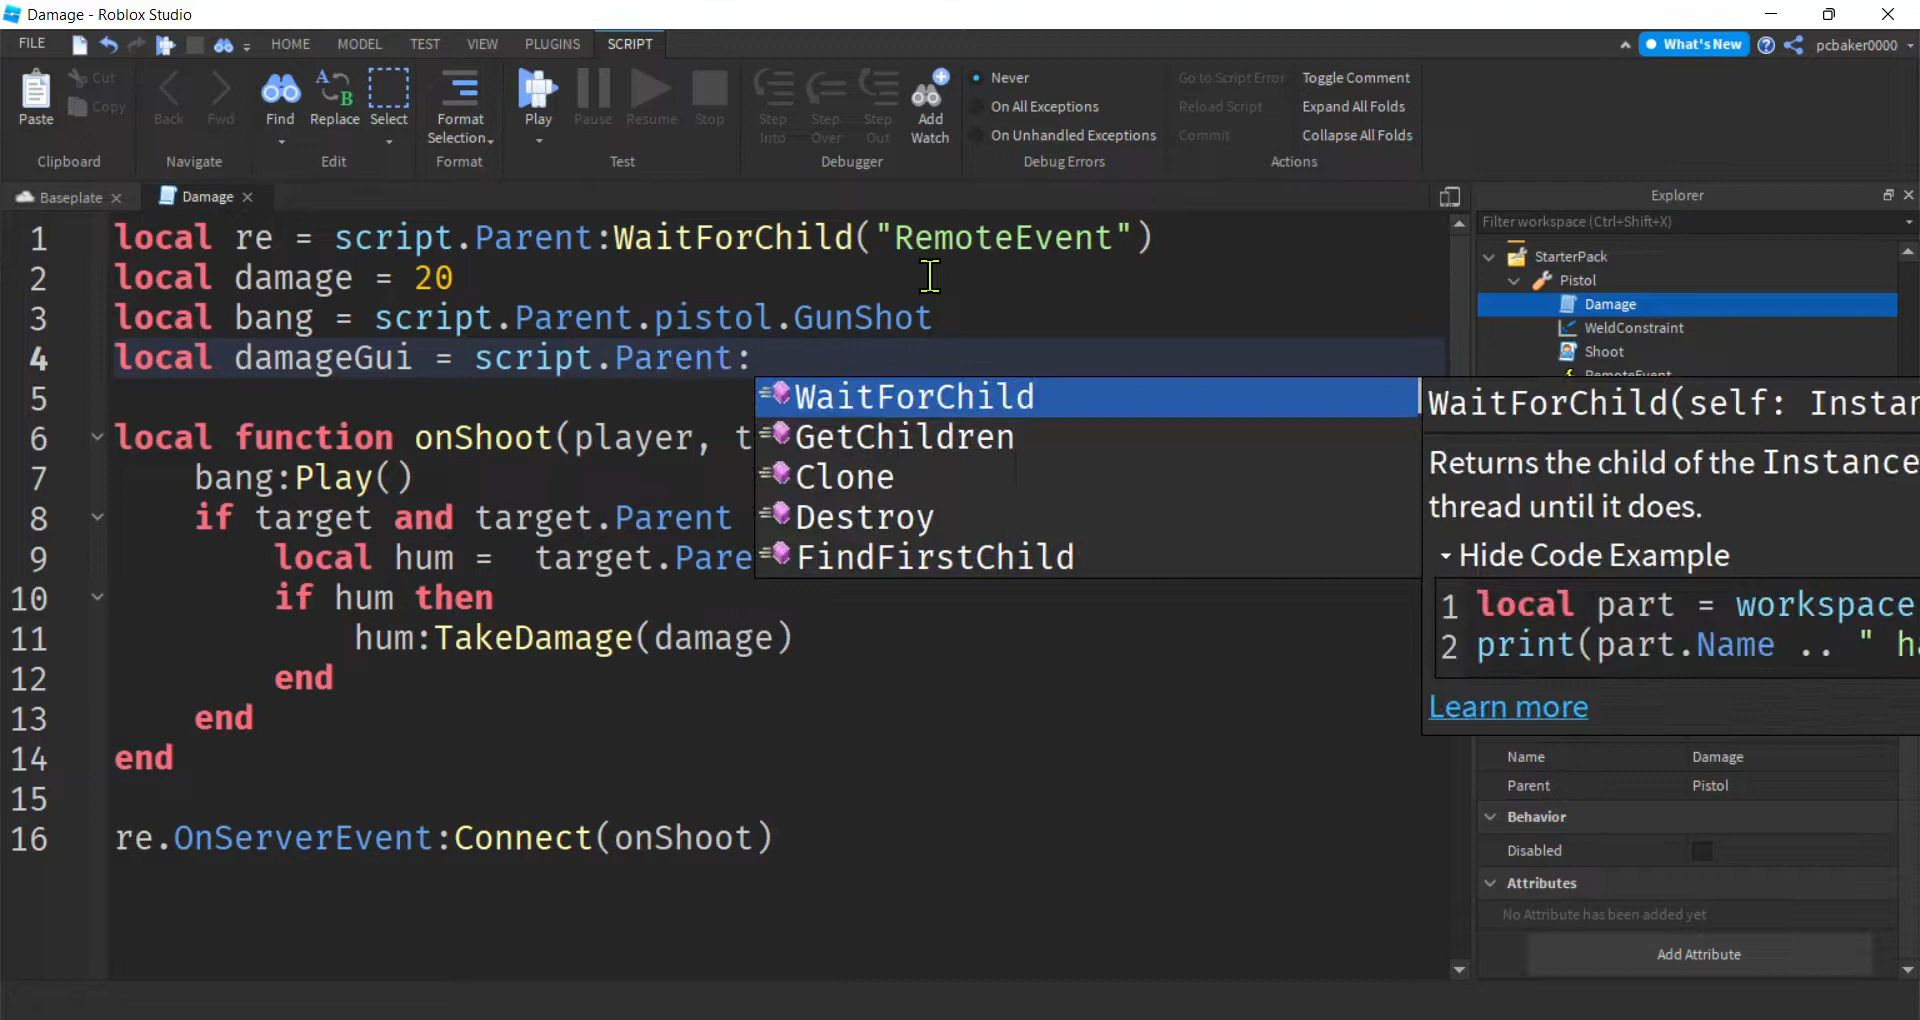 Damage - Roblox Studio
FILE HOME MODEL TEST VIEW PLUGINS SCRIPT What's New pcbaker0000
Paste Cut Copy Back Fwd Find Replace Select Format Selection Play Pause Resume Stop Step Into Step Over Step Out Add Watch
Never Go to Script Error Toggle Comment
On All Exceptions Reload Script Expand All Folds
On Unhandled Exceptions Commit Collapse All Folds
Clipboard Navigate Edit Format Test Debugger Debug Errors Actions
Baseplate Damage Explorer
Filter workspace (Ctrl+Shift+X)
StarterPack
Pistol
Damage
WeldConstraint
Shoot
RemoteEvent
1 local re = script.Parent:WaitForChild("RemoteEvent")
2 local damage = 20
3 local bang = script.Parent.pistol.GunShot
4 local damageGui = script.Parent:
5
6 local function onShoot(player, t
7 bang:Play()
8 if target and target.Parent
9 local hum = target.Pare
10 if hum then
11 hum:TakeDamage(damage)
12 end
13 end
14 end
15
16 re.OnServerEvent:Connect(onShoot)
WaitForChild
GetChildren
Clone
Destroy
FindFirstChild
WaitForChild(self: Instan
Returns the child of the Instance
thread until it does.
Hide Code Example
1 local part = workspace
2 print(part.Name .. " ha
Learn more
Name Damage
Parent Pistol
Behavior
Disabled
Attributes
No Attribute has been added yet
Add Attribute